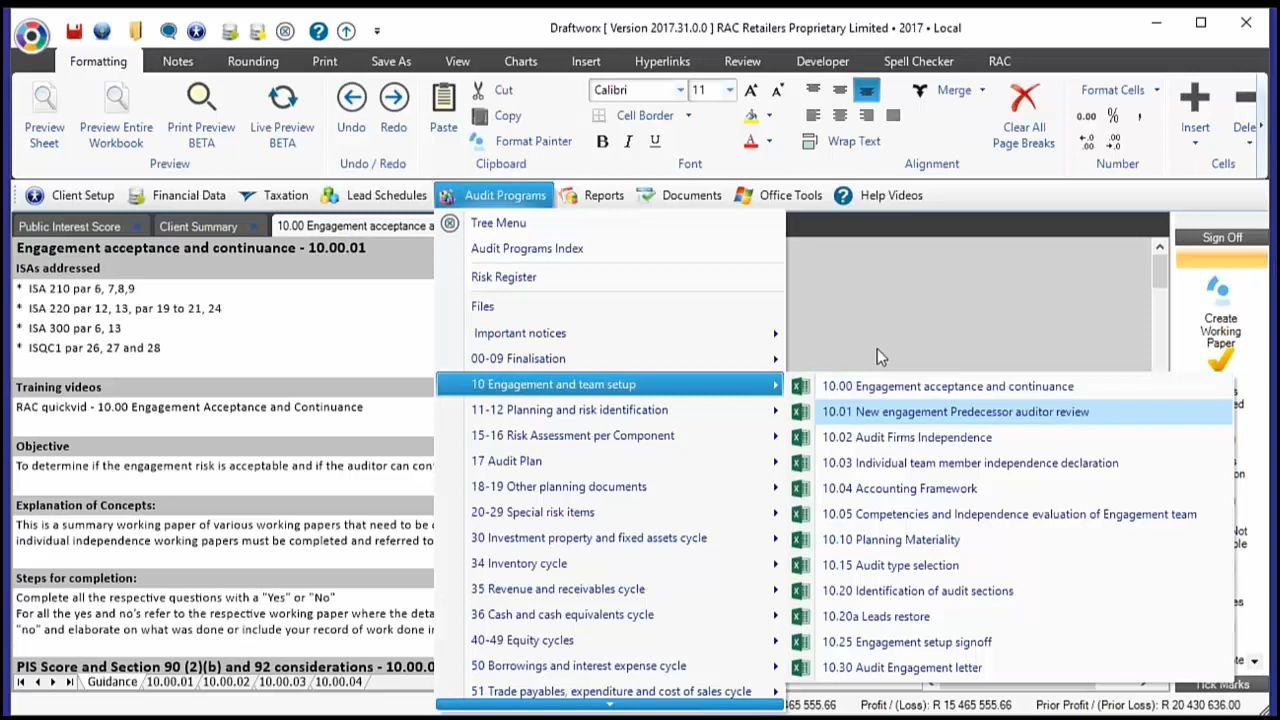 Draftworx [ Version 2017.31.0.0 ] RAC Retailers Proprietary Limited • 2017 • Local
Formatting Notes Rounding Print Save As View Charts Insert Hyperlinks Review Developer Spell Checker RAC
Preview Sheet
Preview Entire Workbook
Print Preview BETA
Live Preview BETA
Preview
Undo Redo
Undo / Redo
Paste
Cut
Copy
Format Painter
Clipboard
Calibri 11
Cell Border
B I U A
Font
Merge
Wrap Text
Alignment
Clear All Page Breaks
Format Cells
0.00 % ,
Number
Insert
Dele
Cells
Client Setup Financial Data Taxation Lead Schedules Audit Programs Reports Documents Office Tools Help Videos
Public Interest Score Client Summary 10.00 Engagement acceptance a
Engagement acceptance and continuance - 10.00.01
ISAs addressed
* ISA 210 par 6, 7,8,9
* ISA 220 par 12, 13, par 19 to 21, 24
* ISA 300 par 6, 13
* ISQC1 par 26, 27 and 28
Training videos
RAC quickvid - 10.00 Engagement Acceptance and Continuance
Objective
To determine if the engagement risk is acceptable and if the auditor can con
Explanation of Concepts:
This is a summary working paper of various working papers that need to be
individual independence working papers must be completed and referred to
Steps for completion:
Complete all the respective questions with a "Yes" or "No"
For all the yes and no's refer to the respective working paper where the deta
"no" and elaborate on what was done or include your record of work done i
PIS Score and Section 90 (2)(b) and 92 considerations - 10.00.0
Guidance 10.00.01 10.00.02 10.00.03 10.00.04
Tree Menu
Audit Programs Index
Risk Register
Files
Important notices
00-09 Finalisation
10 Engagement and team setup
11-12 Planning and risk identification
15-16 Risk Assessment per Component
17 Audit Plan
18-19 Other planning documents
20-29 Special risk items
30 Investment property and fixed assets cycle
34 Inventory cycle
35 Revenue and receivables cycle
36 Cash and cash equivalents cycle
40-49 Equity cycles
50 Borrowings and interest expense cycle
51 Trade payables, expenditure and cost of sales cycle
10.00 Engagement acceptance and continuance
10.01 New engagement Predecessor auditor review
10.02 Audit Firms Independence
10.03 Individual team member independence declaration
10.04 Accounting Framework
10.05 Competencies and Independence evaluation of Engagement team
10.10 Planning Materiality
10.15 Audit type selection
10.20 Identification of audit sections
10.20a Leads restore
10.25 Engagement setup signoff
10.30 Audit Engagement letter
Sign Off
Create Working Paper
Tick Marks
465 555.66 Profit / (Loss): R 15 465 555.66 Prior Profit / (Prior Loss): R 20 430 636.00